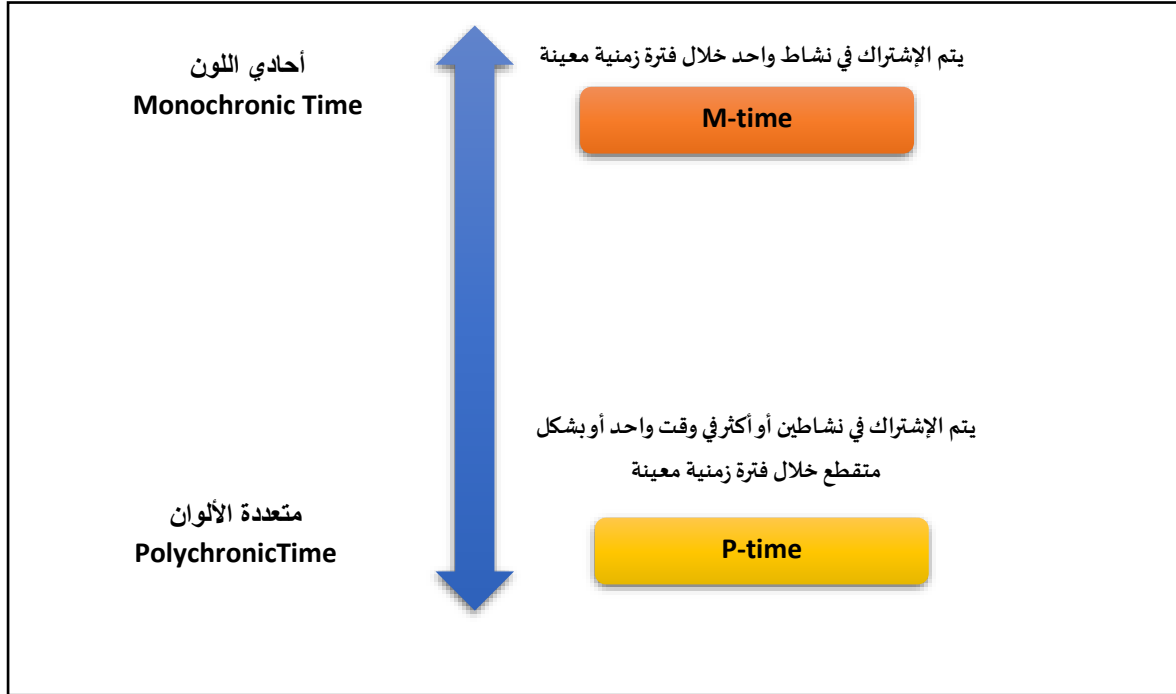 أحادي اللون
Monochronic Time
يتم الإشتراك في نشاط واحد خلال فترة زمنية معينة
M-time
يتم الإشتراك في نشاطين أو أكثر في وقت واحد أو بشكل
متقطع خلال فترة زمنية معينة
متعددة الألوان
PolychronicTime
P-time